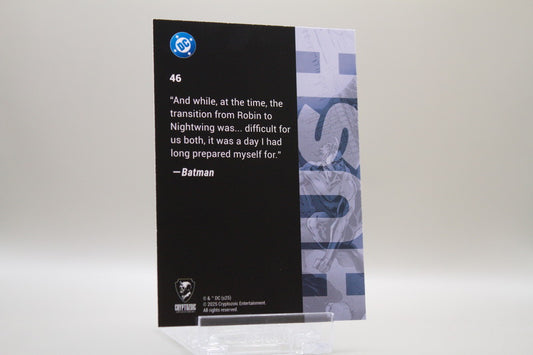 DC
46
“And while, at the time, the
transition from Robin to
Nightwing was... difficult for
us both, it was a day I had
long prepared myself for.”
—Batman
HUSH
CRYPTOZOIC
© & ™ DC (s25)
© 2025 Cryptozoic Entertainment.
All rights reserved.